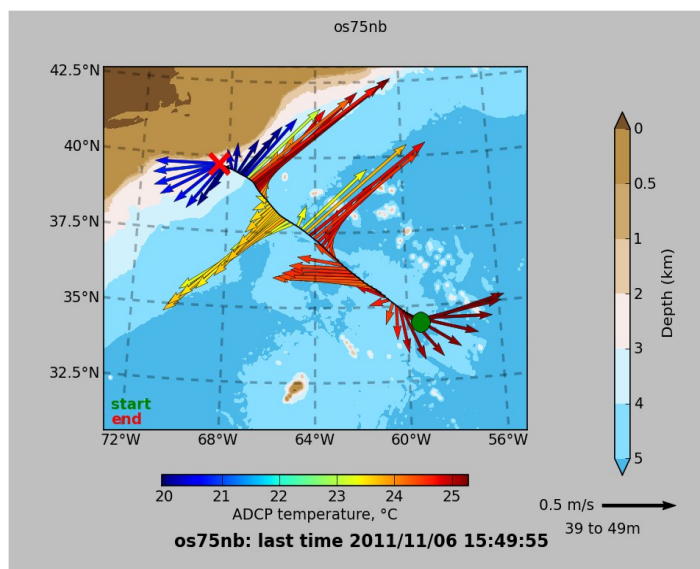 os75nb
42.5°N
40°N
37.5°N
35°N
32.5°N
start
end
72°W 68°W 64°W 60°W 56°W
0
0.5
1
2
3
4
5
Depth (km)
20 21 22 23 24 25
ADCP temperature, °C
0.5 m/s
39 to 49m
os75nb: last time 2011/11/06 15:49:55